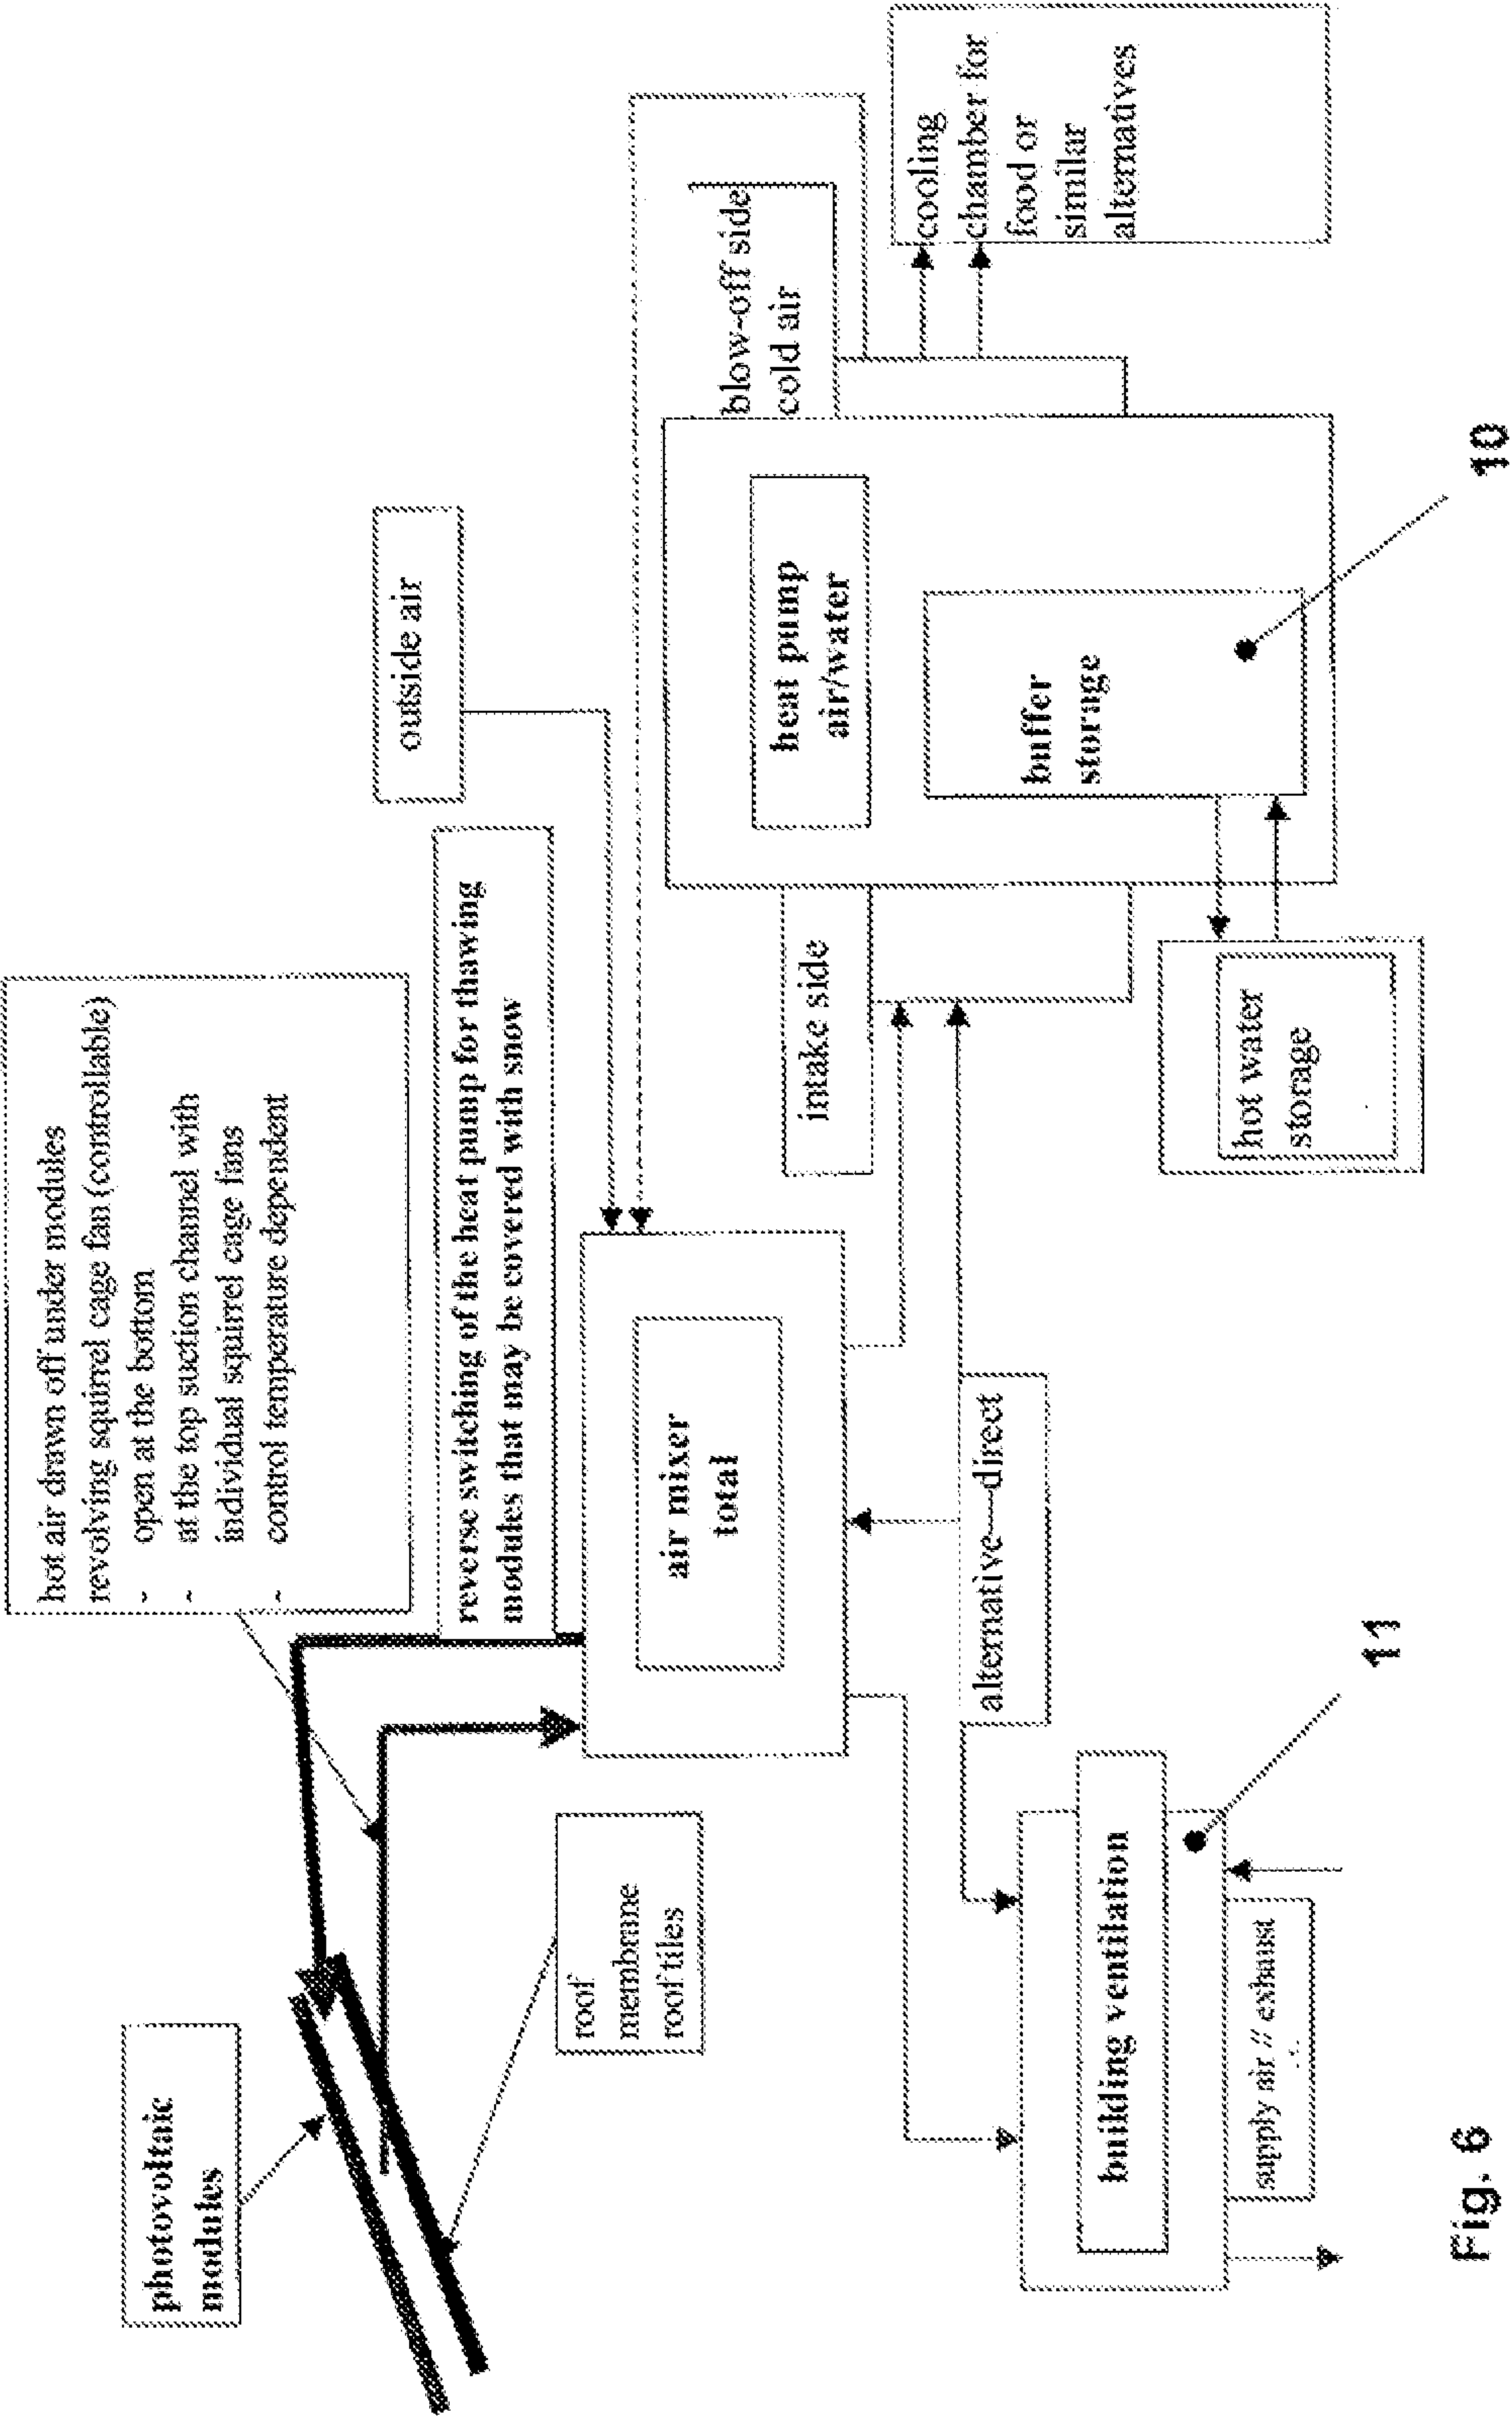 photovoltaic
modules
hot air drawn off under modules
revolving squirrel cage fan (controllable)
- open at the bottom
- at the top suction channel with
individual squirrel cage fans
- control temperature dependent
reverse switching of the heat pump for thawing
modules that may be covered with snow
outside air
roof
membrane
roof tiles
air mixer
total
intake side
heat pump
air/water
blow-off side
cold air
cooling
chamber for
food or
similar
alternatives
buffer
storage
alternative—direct
hot water
storage
building ventilation
supply air // exhaust
11
10
Fig. 6